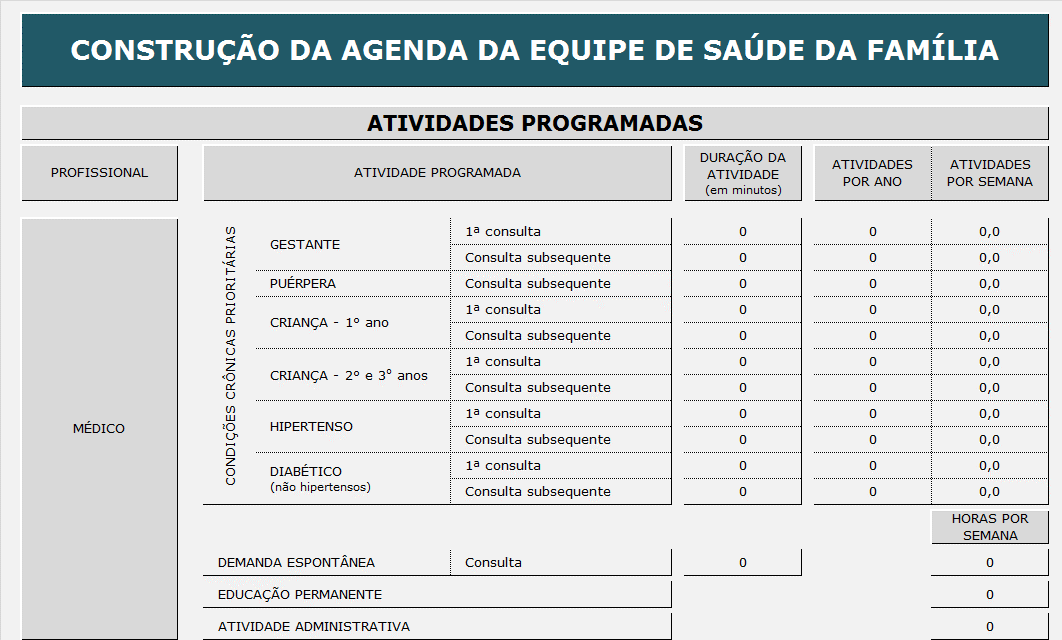 CONSTRUÇÃO DA AGENDA DA EQUIPE DE SAÚDE DA FAMÍLIA
ATIVIDADES PROGRAMADAS
PROFISSIONAL
ATIVIDADE PROGRAMADA
DURAÇÃO DA
ATIVIDADE
(em minutos)
ATIVIDADES
POR ANO
ATIVIDADES
POR SEMANA
MÉDICO
CONDIÇÕES CRÔNICAS PRIORITÁRIAS
GESTANTE
1ª consulta 0 0 0,0
Consulta subsequente 0 0 0,0
PUÉRPERA Consulta subsequente 0 0 0,0
CRIANÇA - 1º ano
1ª consulta 0 0 0,0
Consulta subsequente 0 0 0,0
CRIANÇA - 2º e 3º anos
1ª consulta 0 0 0,0
Consulta subsequente 0 0 0,0
HIPERTENSO
1ª consulta 0 0 0,0
Consulta subsequente 0 0 0,0
DIABÉTICO
(não hipertensos)
1ª consulta 0 0 0,0
Consulta subsequente 0 0 0,0
HORAS POR
SEMANA
DEMANDA ESPONTÂNEA Consulta 0 0
EDUCAÇÃO PERMANENTE 0
ATIVIDADE ADMINISTRATIVA 0